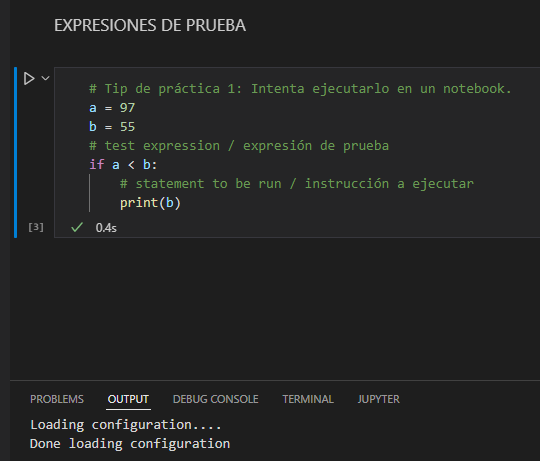 EXPRESIONES DE PRUEBA
# Tip de práctica 1: Intenta ejecutarlo en un notebook.
a = 97
b = 55
# test expression / expresión de prueba
if a < b:
    # statement to be run / instrucción a ejecutar
    print(b)
[3] ✓ 0.4s
PROBLEMS OUTPUT DEBUG CONSOLE TERMINAL JUPYTER
Loading configuration....
Done loading configuration